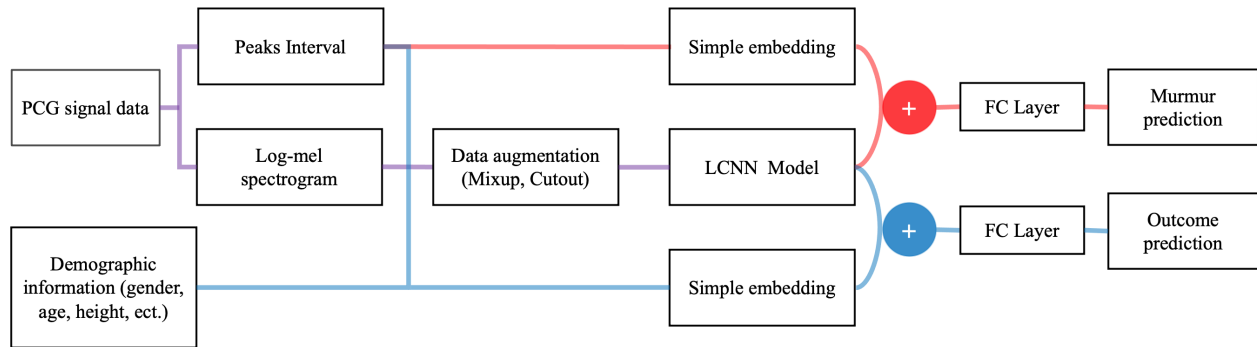 PCG signal data
Peaks Interval
Log-mel
spectrogram
Data augmentation
(Mixup, Cutout)
Simple embedding
LCNN Model
+
FC Layer
Murmur
prediction
Demographic
information (gender,
age, height, ect.)
Simple embedding
+
FC Layer
Outcome
prediction